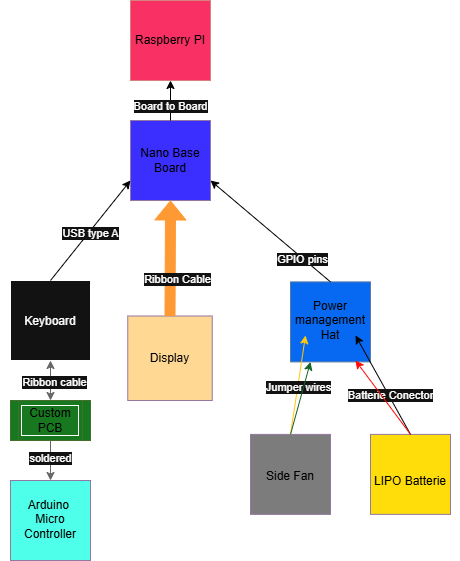 Raspberry PI
Board to Board
Nano Base
Board
USB type A
GPIO pins
Ribbon Cable
Keyboard
Power
management
Hat
Display
Ribbon cable
Jumper wires
Batterie Conector
Custom
PCB
soldered
Side Fan
LIPO Batterie
Arduino
Micro
Controller